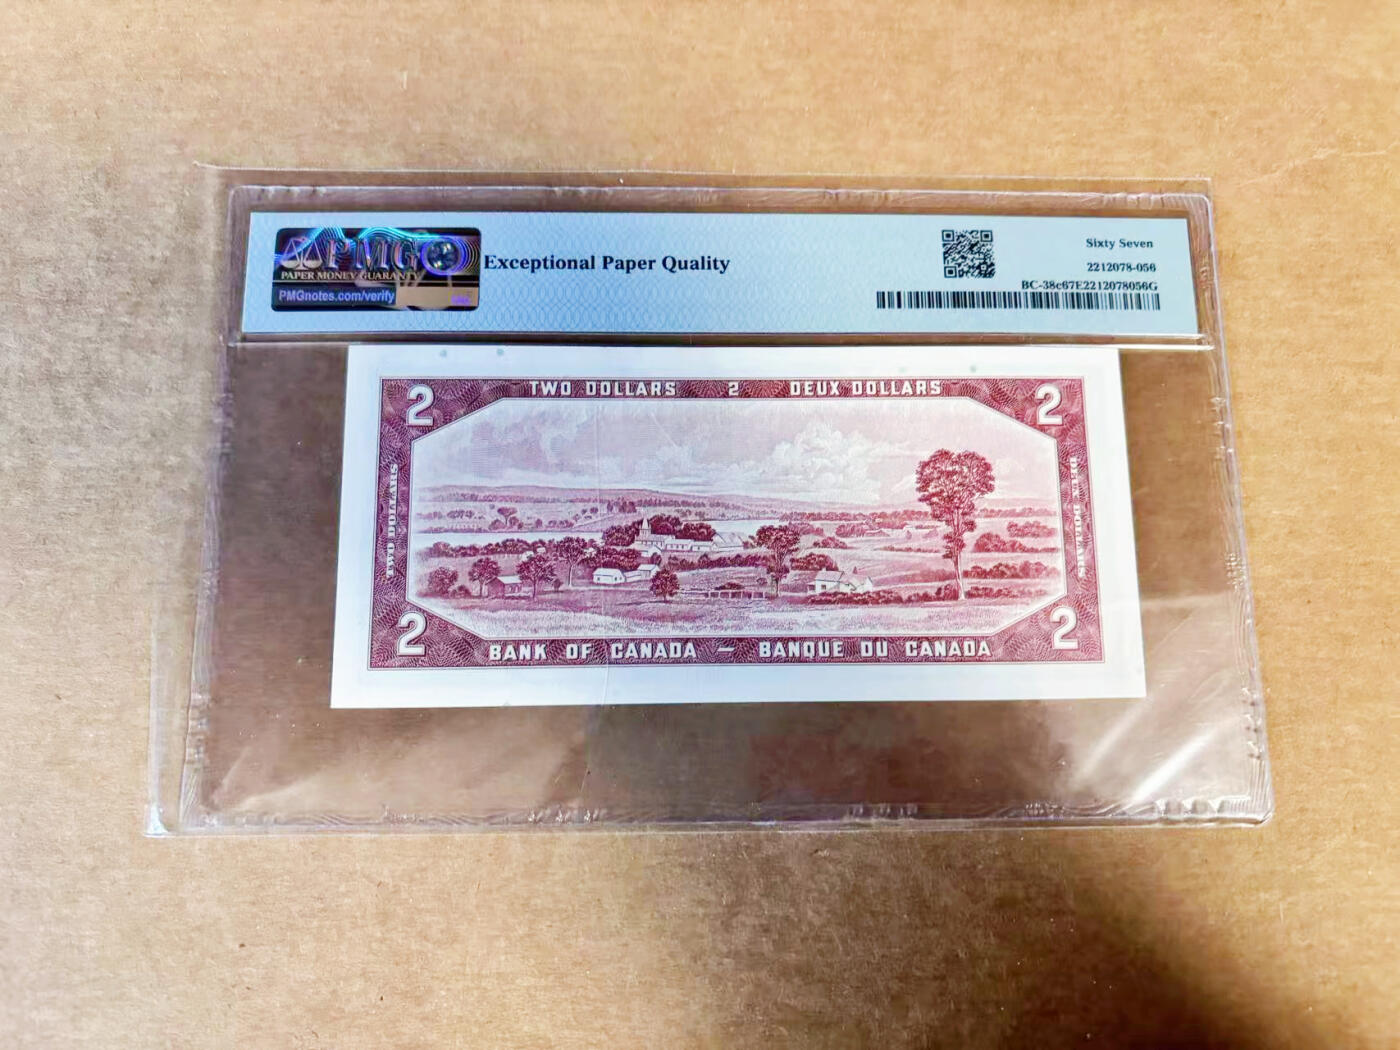 PMG
PAPER MONEY GUARANTY
PMGnotes.com/verify
Exceptional Paper Quality
Sixty Seven
2212078-056
BC-38c67E2212078056G
2 TWO DOLLARS 2 DEUX DOLLARS 2
TWO DOLLARS
DEUX DOLLARS
2 BANK OF CANADA — BANQUE DU CANADA 2